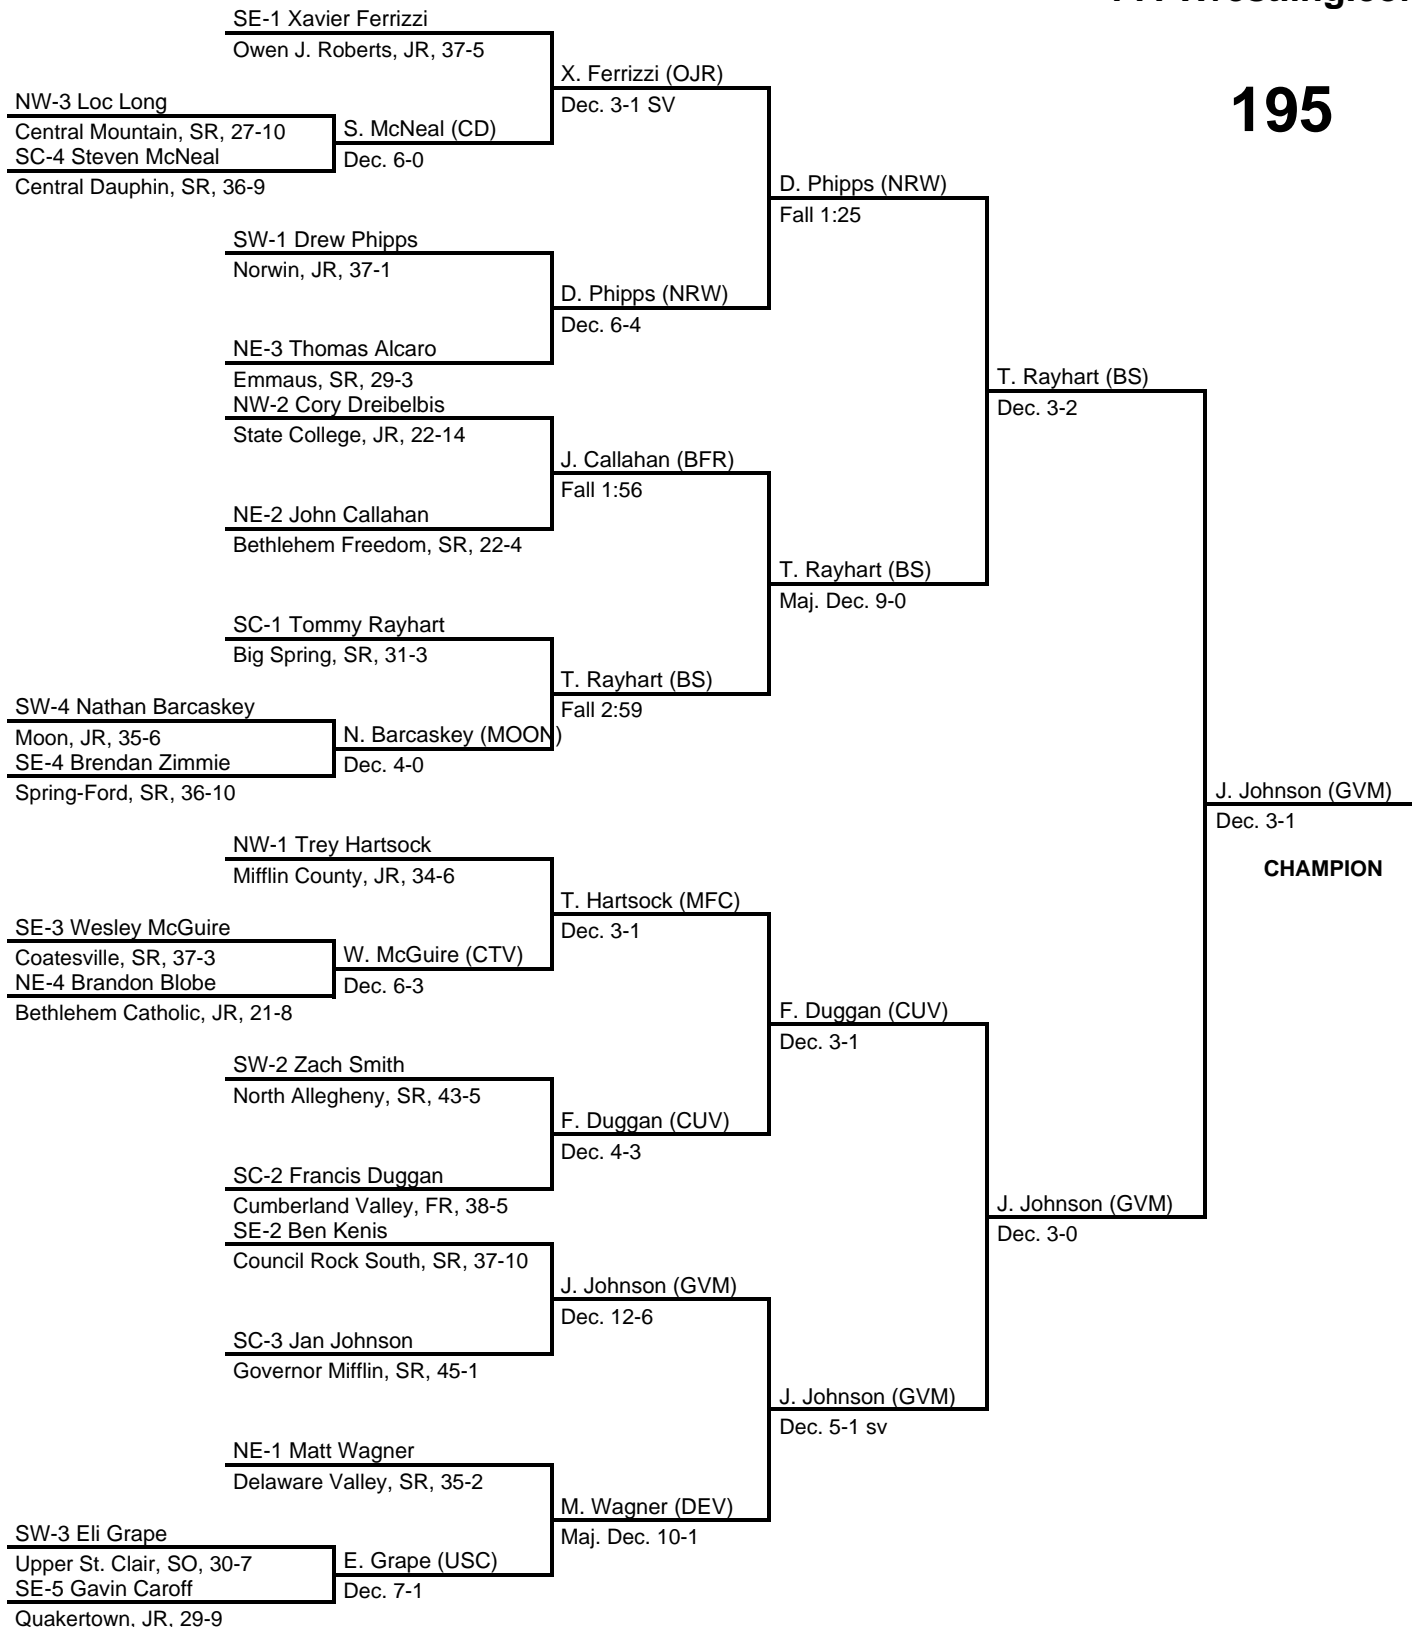 195
SE-1 Xavier Ferrizzi
Owen J. Roberts, JR, 37-5
X. Ferrizzi (OJR)
Dec. 3-1 SV
NW-3 Loc Long
Central Mountain, SR, 27-10
S. McNeal (CD)
SC-4 Steven McNeal
Dec. 6-0
Central Dauphin, SR, 36-9
D. Phipps (NRW)
Fall 1:25
SW-1 Drew Phipps
Norwin, JR, 37-1
D. Phipps (NRW)
Dec. 6-4
NE-3 Thomas Alcaro
Emmaus, SR, 29-3
T. Rayhart (BS)
Dec. 3-2
NW-2 Cory Dreibelbis
State College, JR, 22-14
J. Callahan (BFR)
Fall 1:56
NE-2 John Callahan
Bethlehem Freedom, SR, 22-4
T. Rayhart (BS)
Maj. Dec. 9-0
SC-1 Tommy Rayhart
Big Spring, SR, 31-3
T. Rayhart (BS)
Fall 2:59
SW-4 Nathan Barcaskey
Moon, JR, 35-6
N. Barcaskey (MOON)
SE-4 Brendan Zimmie
Dec. 4-0
Spring-Ford, SR, 36-10
J. Johnson (GVM)
Dec. 3-1
CHAMPION
NW-1 Trey Hartsock
Mifflin County, JR, 34-6
T. Hartsock (MFC)
Dec. 3-1
SE-3 Wesley McGuire
Coatesville, SR, 37-3
W. McGuire (CTV)
NE-4 Brandon Blobe
Dec. 6-3
Bethlehem Catholic, JR, 21-8
F. Duggan (CUV)
Dec. 3-1
SW-2 Zach Smith
North Allegheny, SR, 43-5
F. Duggan (CUV)
Dec. 4-3
SC-2 Francis Duggan
Cumberland Valley, FR, 38-5
J. Johnson (GVM)
Dec. 3-0
SE-2 Ben Kenis
Council Rock South, SR, 37-10
J. Johnson (GVM)
Dec. 12-6
SC-3 Jan Johnson
Governor Mifflin, SR, 45-1
J. Johnson (GVM)
Dec. 5-1 sv
NE-1 Matt Wagner
Delaware Valley, SR, 35-2
M. Wagner (DEV)
Maj. Dec. 10-1
SW-3 Eli Grape
Upper St. Clair, SO, 30-7
E. Grape (USC)
SE-5 Gavin Caroff
Dec. 7-1
Quakertown, JR, 29-9